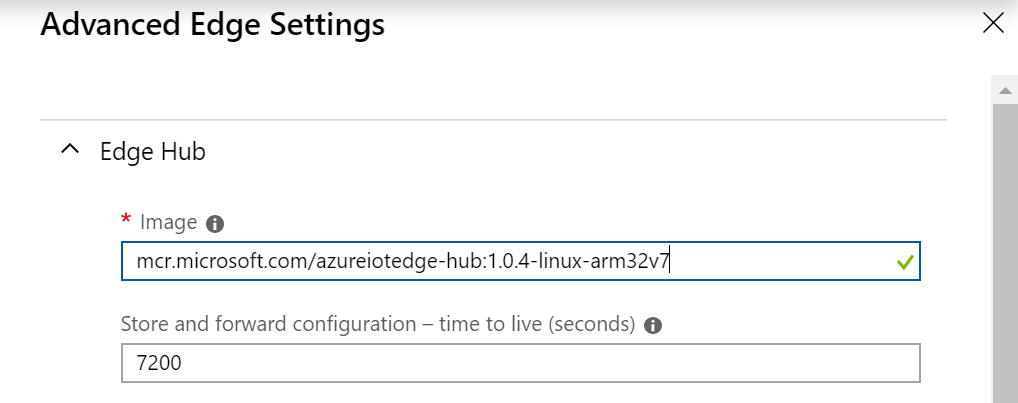 Advanced Edge Settings
Edge Hub
* Image
mcr.microsoft.com/azureiotedge-hub:1.0.4-linux-arm32v7
Store and forward configuration – time to live (seconds)
7200